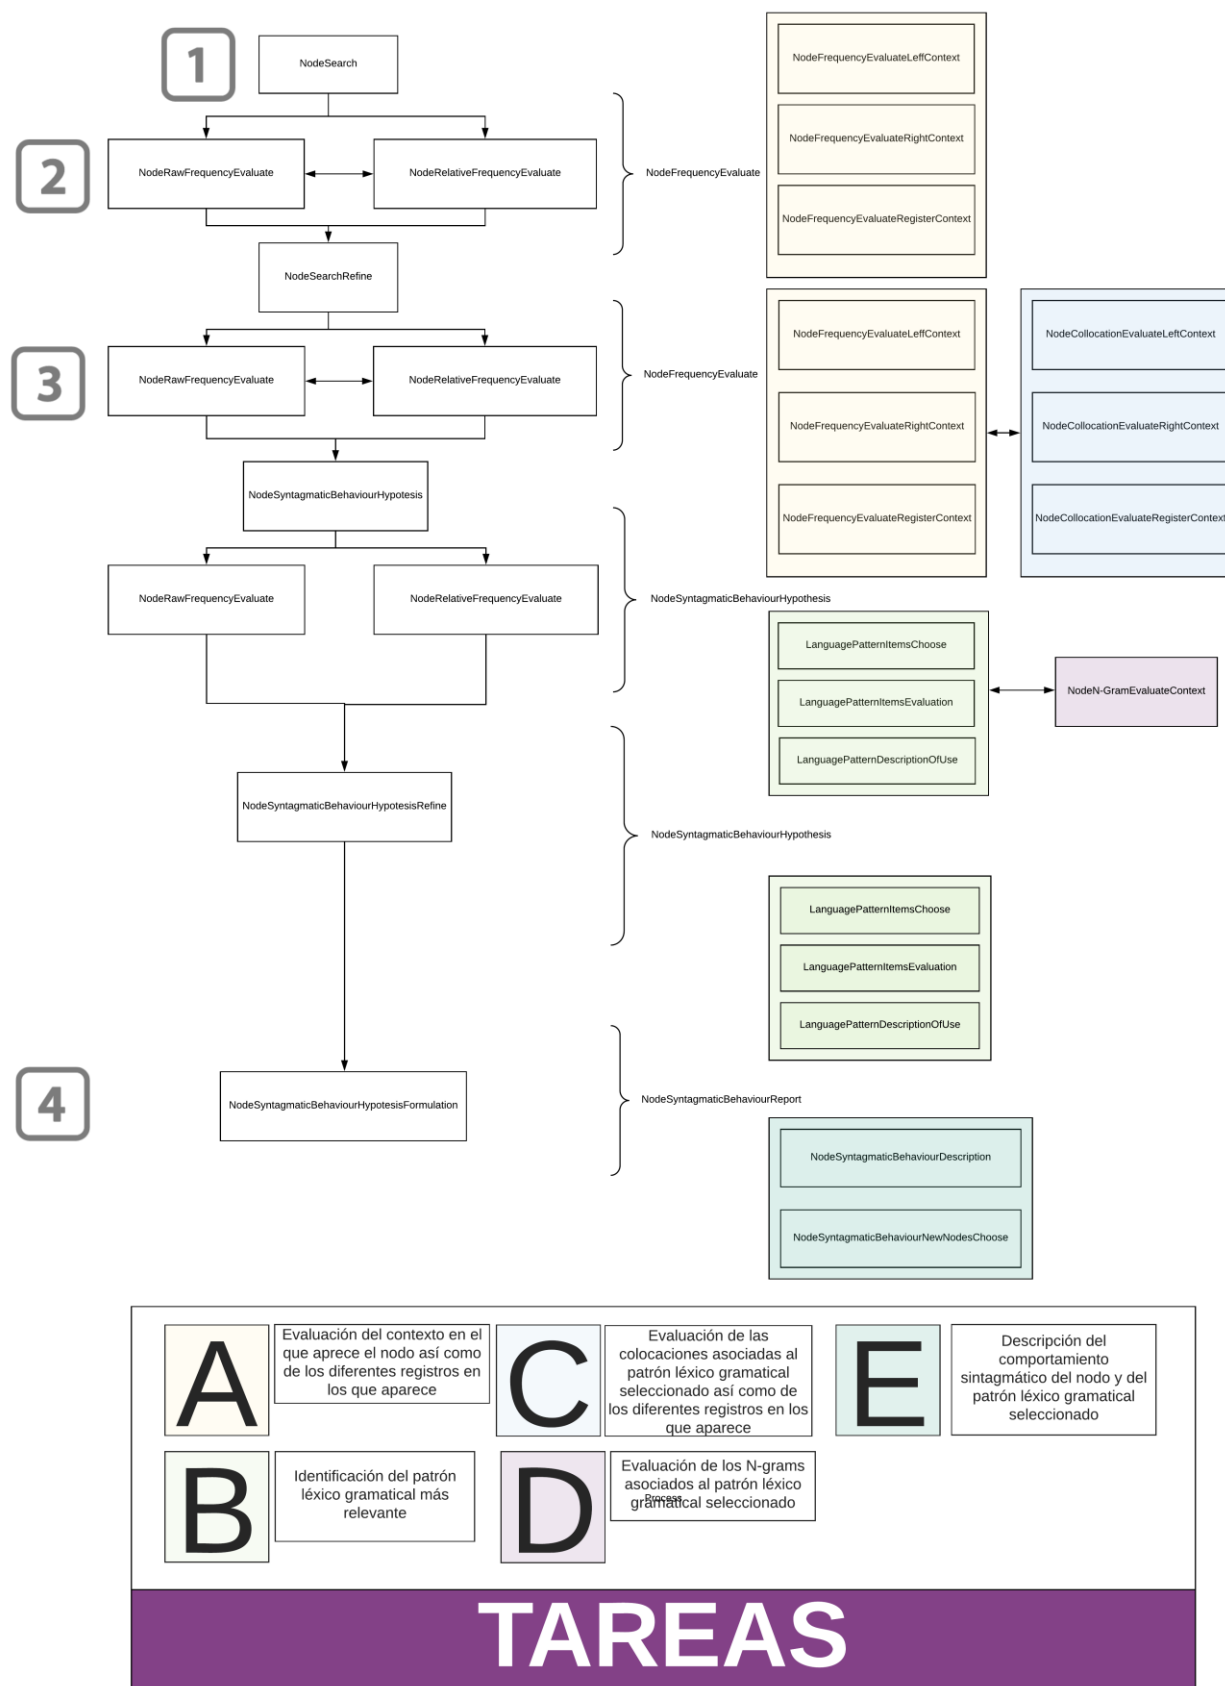 1
NodeSearch
NodeFrequencyEvaluateLeffContext
NodeFrequencyEvaluateRightContext
NodeFrequencyEvaluateRegisterContext
2
NodeRawFrequencyEvaluate
NodeRelativeFrequencyEvaluate
NodeFrequencyEvaluate
NodeSearchRefine
3
NodeRawFrequencyEvaluate
NodeRelativeFrequencyEvaluate
NodeFrequencyEvaluate
NodeFrequencyEvaluateLeffContext
NodeFrequencyEvaluateRightContext
NodeFrequencyEvaluateRegisterContext
NodeCollocationEvaluateLeftContext
NodeCollocationEvaluateRightContext
NodeCollocationEvaluateRegisterContext
NodeSyntagmaticBehaviourHypotesis
NodeRawFrequencyEvaluate
NodeRelativeFrequencyEvaluate
NodeSyntagmaticBehaviourHypothesis
LanguagePatternItemsChoose
LanguagePatternItemsEvaluation
LanguagePatternDescriptionOfUse
NodeN-GramEvaluateContext
NodeSyntagmaticBehaviourHypotesisRefine
NodeSyntagmaticBehaviourHypothesis
LanguagePatternItemsChoose
LanguagePatternItemsEvaluation
LanguagePatternDescriptionOfUse
4
NodeSyntagmaticBehaviourHypotesisFormulation
NodeSyntagmaticBehaviourReport
NodeSyntagmaticBehaviourDescription
NodeSyntagmaticBehaviourNewNodesChoose
A
Evaluación del contexto en el
que aprece el nodo así como
de los diferentes registros en
los que aparece
C
Evaluación de las
colocaciones asociadas al
patrón léxico gramatical
seleccionado así como de
los diferentes registros en los
que aparece
E
Descripción del
comportamiento
sintagmático del nodo y del
patrón léxico gramatical
seleccionado
B
Identificación del patrón
léxico gramatical más
relevante
D
Evaluación de los N-grams
asociados al patrón léxico
gramatical seleccionado
Process
TAREAS